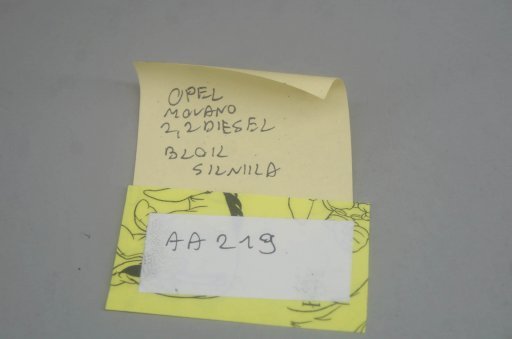 OPEL
MOVANO
2,2 DIESEL
BLOK
SILNIKA
AA 219